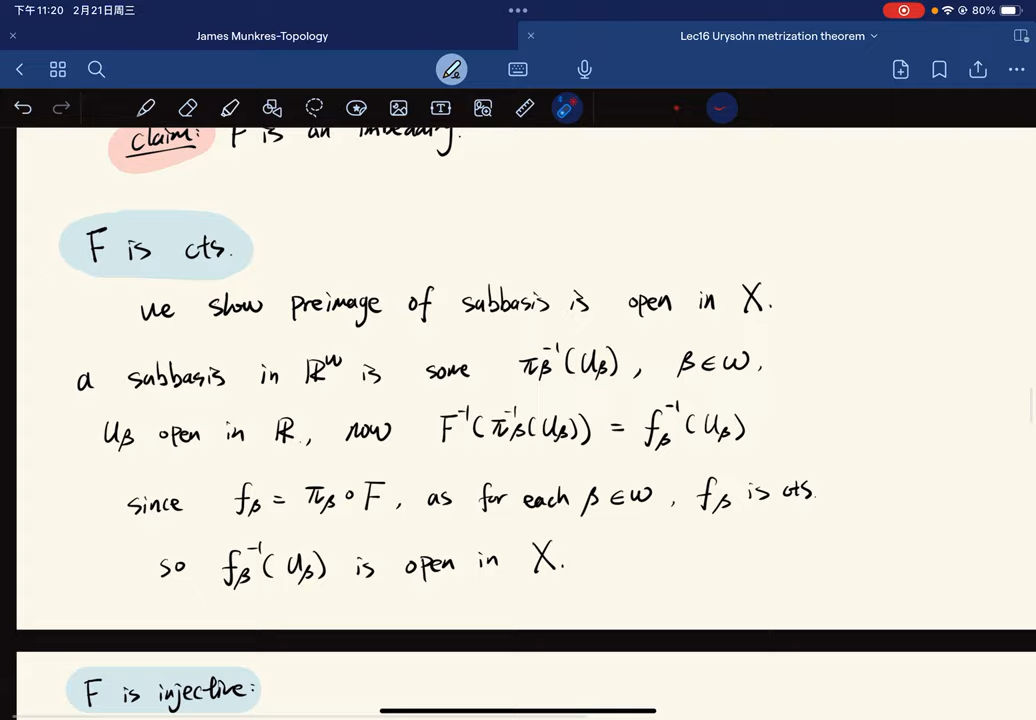 下午11:20 2月21日周三
80%
James Munkres-Topology
Lec16 Urysohn metrization theorem
claim: F is an imbedding.
F is cts.
we show preimage of subbasis is open in X.
a subbasis in ℝ^ω is some π_β^{-1}(U_β), β∈ω.
U_β open in ℝ, now F^{-1}(π_β^{-1}(U_β)) = f_β^{-1}(U_β)
since f_β = π_β∘F, as for each β∈ω, f_β is cts.
so f_β^{-1}(U_β) is open in X.
F is injective: